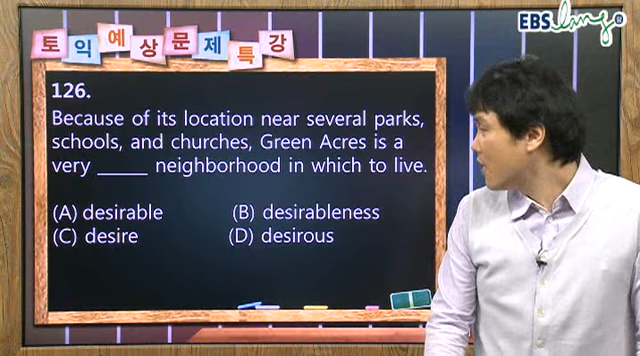 EBSlang
토익예상문제특강
126.
Because of its location near several parks,
schools, and churches, Green Acres is a
very _____ neighborhood in which to live.
(A) desirable (B) desirableness
(C) desire (D) desirous